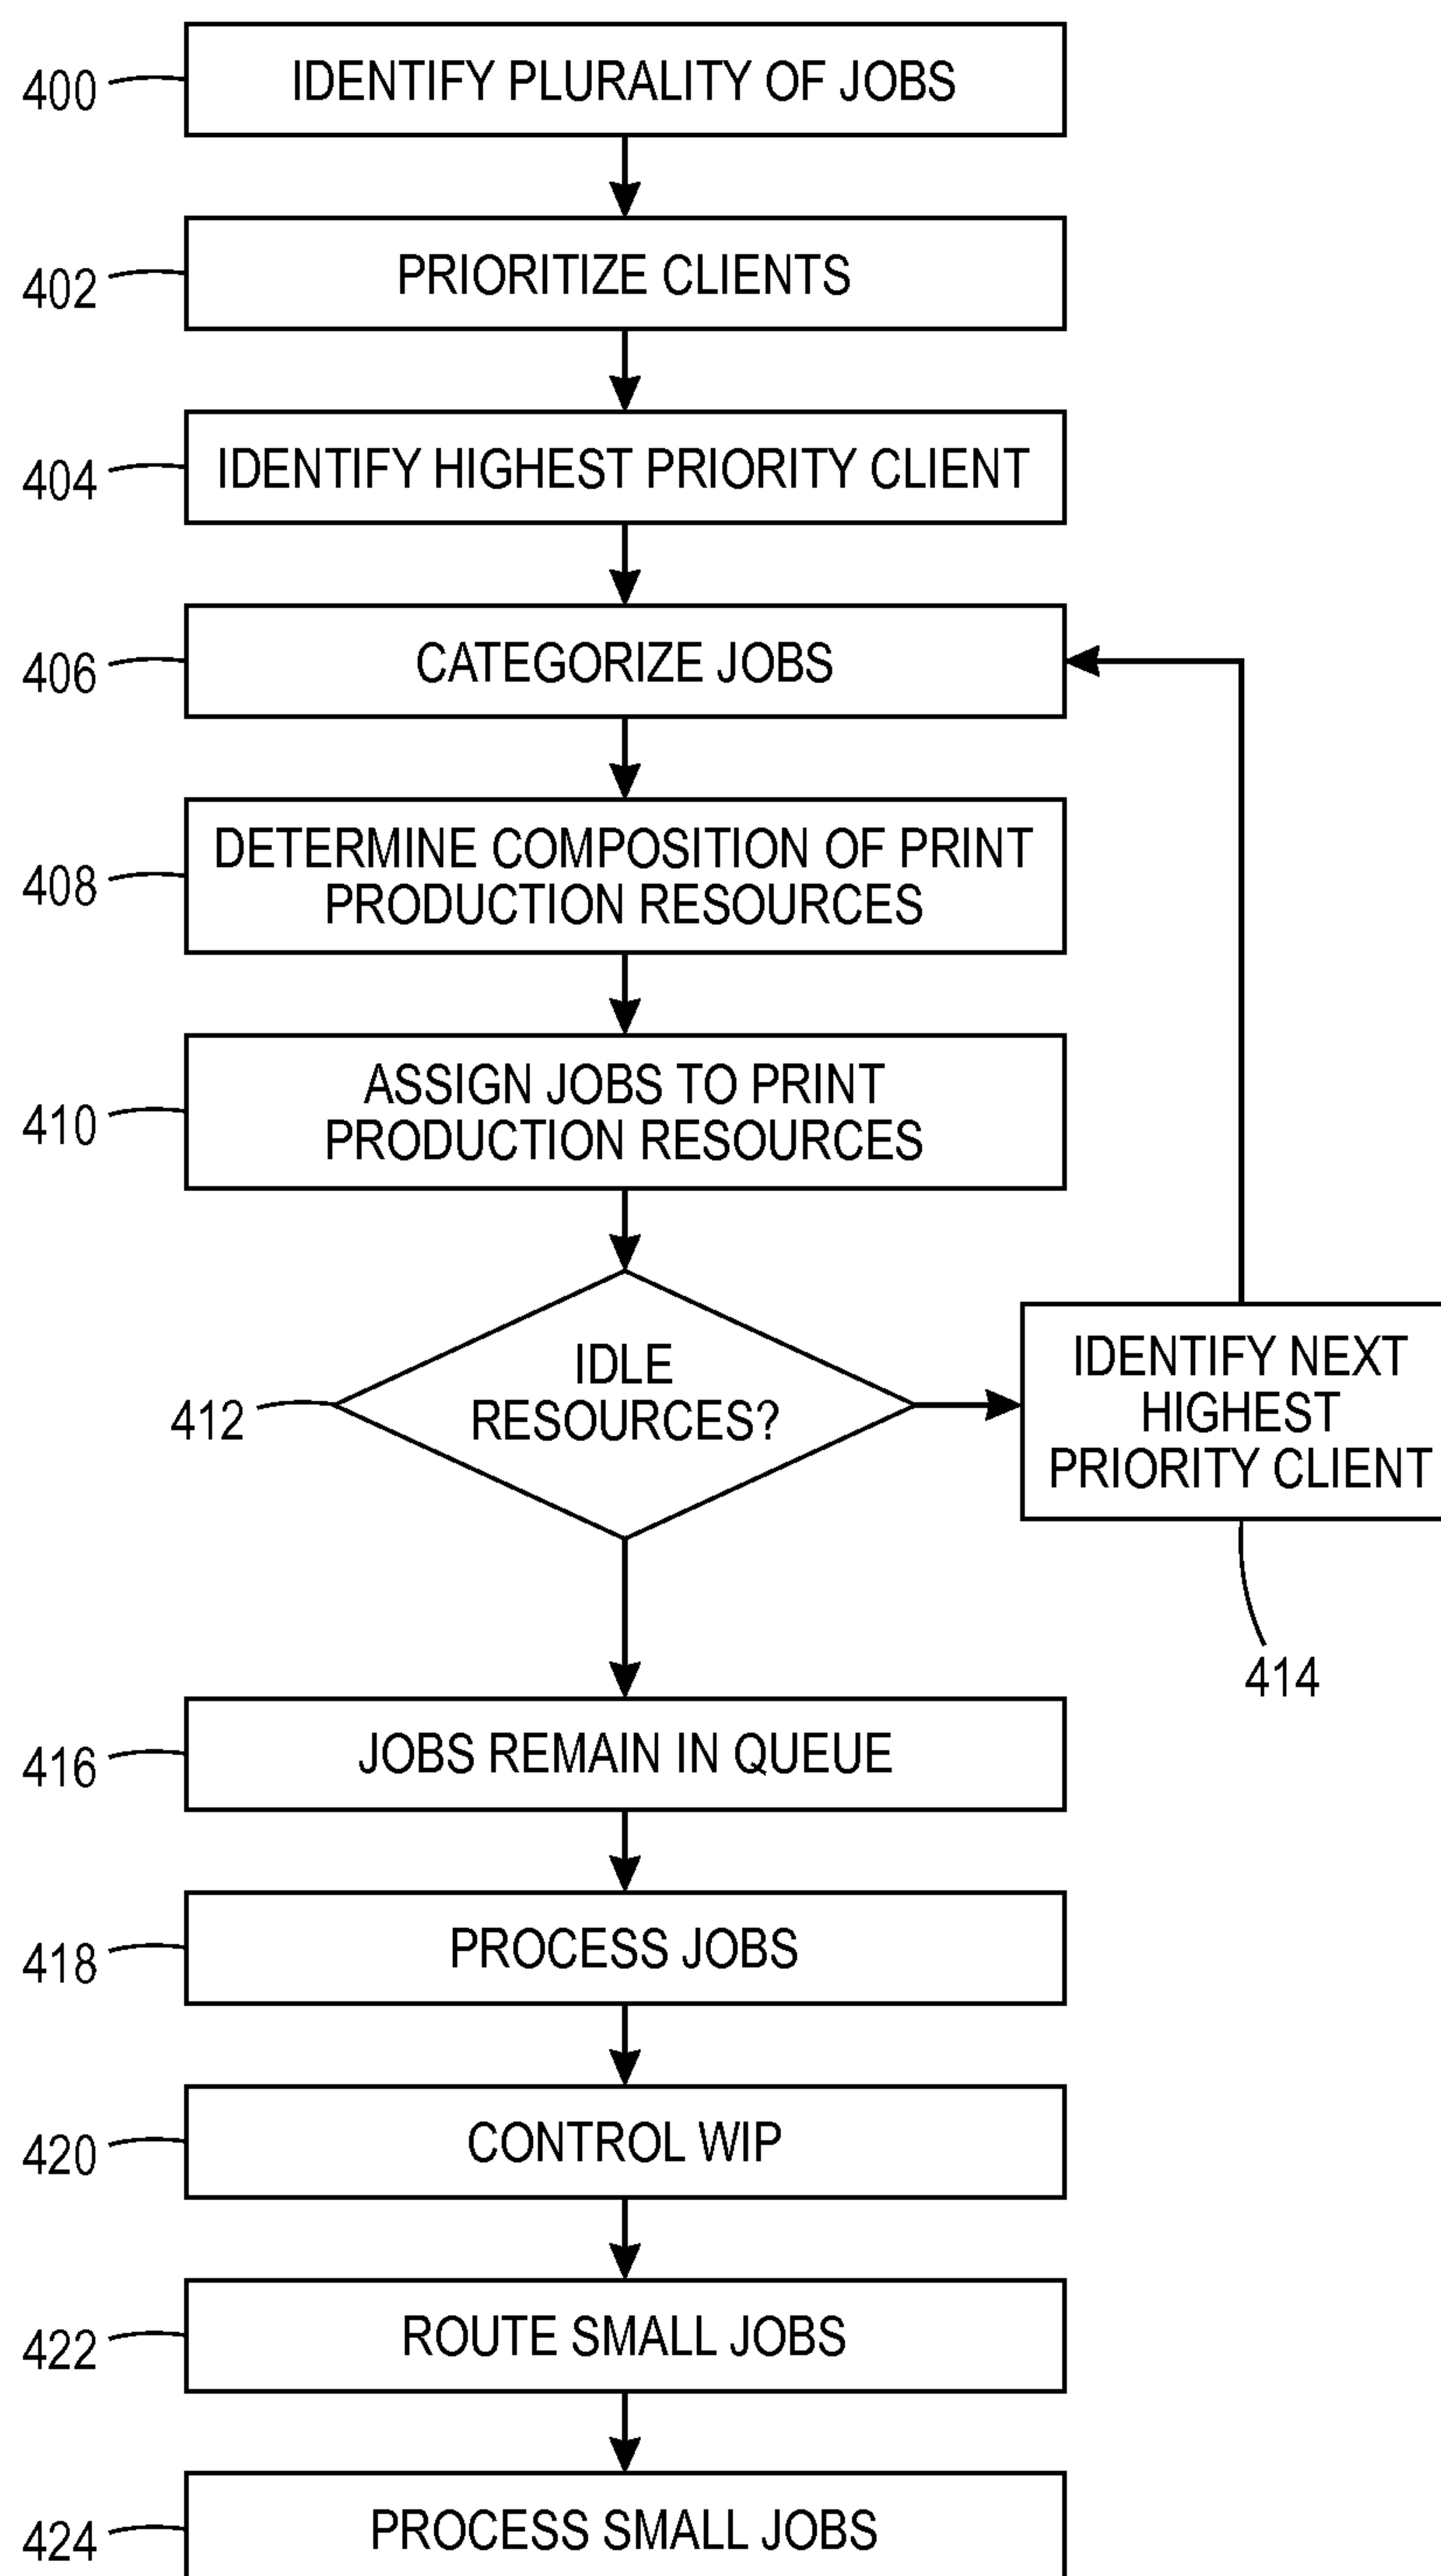 400
IDENTIFY PLURALITY OF JOBS
402
PRIORITIZE CLIENTS
404
IDENTIFY HIGHEST PRIORITY CLIENT
406
CATEGORIZE JOBS
408
DETERMINE COMPOSITION OF PRINT
PRODUCTION RESOURCES
410
ASSIGN JOBS TO PRINT
PRODUCTION RESOURCES
412
IDLE
RESOURCES?
IDENTIFY NEXT
HIGHEST
PRIORITY CLIENT
414
416
JOBS REMAIN IN QUEUE
418
PROCESS JOBS
420
CONTROL WIP
422
ROUTE SMALL JOBS
424
PROCESS SMALL JOBS